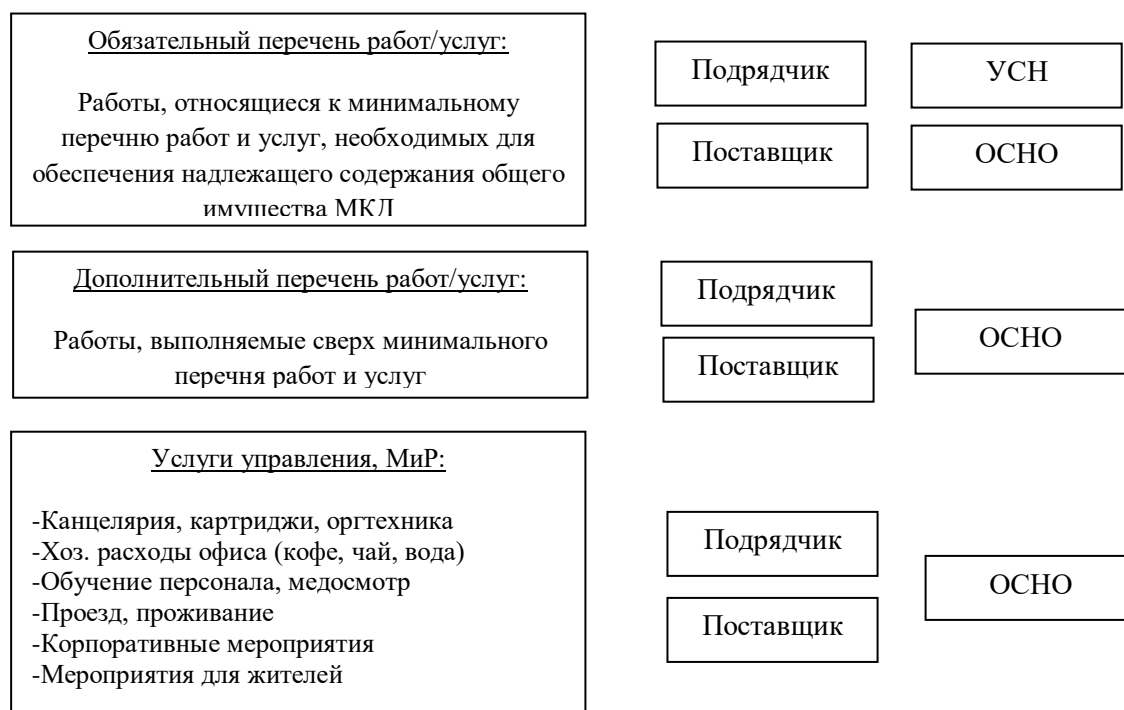 Обязательный перечень работ/услуг:
Работы, относящиеся к минимальному
перечню работ и услуг, необходимых для
обеспечения надлежащего содержания общего
имущества МКД
Подрядчик
УСН
Поставщик
ОСНО
Дополнительный перечень работ/услуг:
Работы, выполняемые сверх минимального
перечня работ и услуг
Подрядчик
Поставщик
ОСНО
Услуги управления, МиР:
-Канцелярия, картриджи, оргтехника
-Хоз. расходы офиса (кофе, чай, вода)
-Обучение персонала, медосмотр
-Проезд, проживание
-Корпоративные мероприятия
-Мероприятия для жителей
Подрядчик
Поставщик
ОСНО